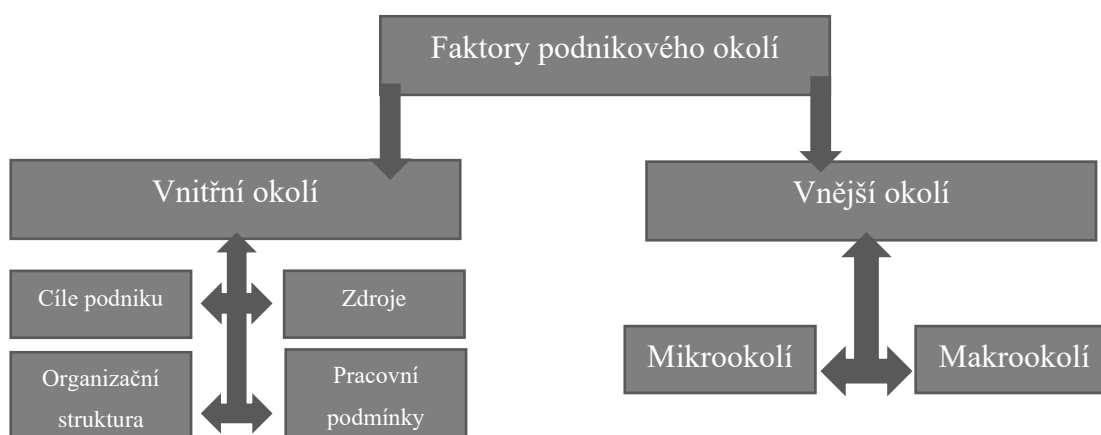 Faktory podnikového okolí
Vnitřní okolí
Vnější okolí
Cíle podniku
Zdroje
Mikrookolí
Makrookolí
Organizační
struktura
Pracovní
podmínky